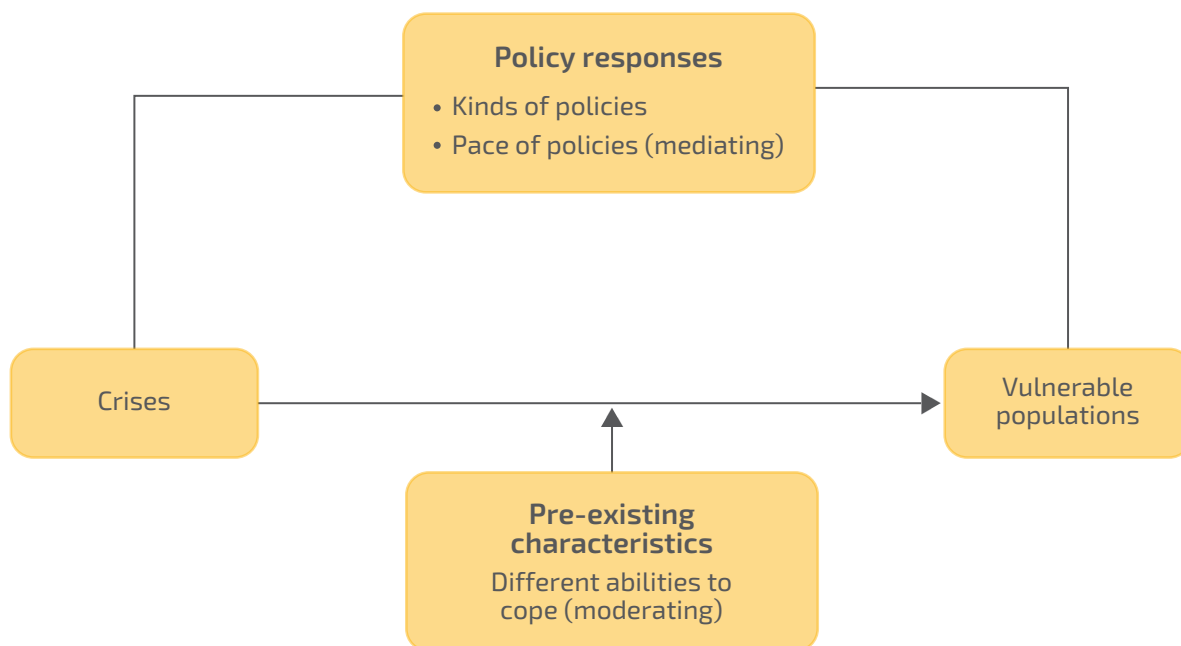 Policy responses
• Kinds of policies
• Pace of policies (mediating)
Crises
Vulnerable
populations
Pre-existing
characteristics
Different abilities to
cope (moderating)